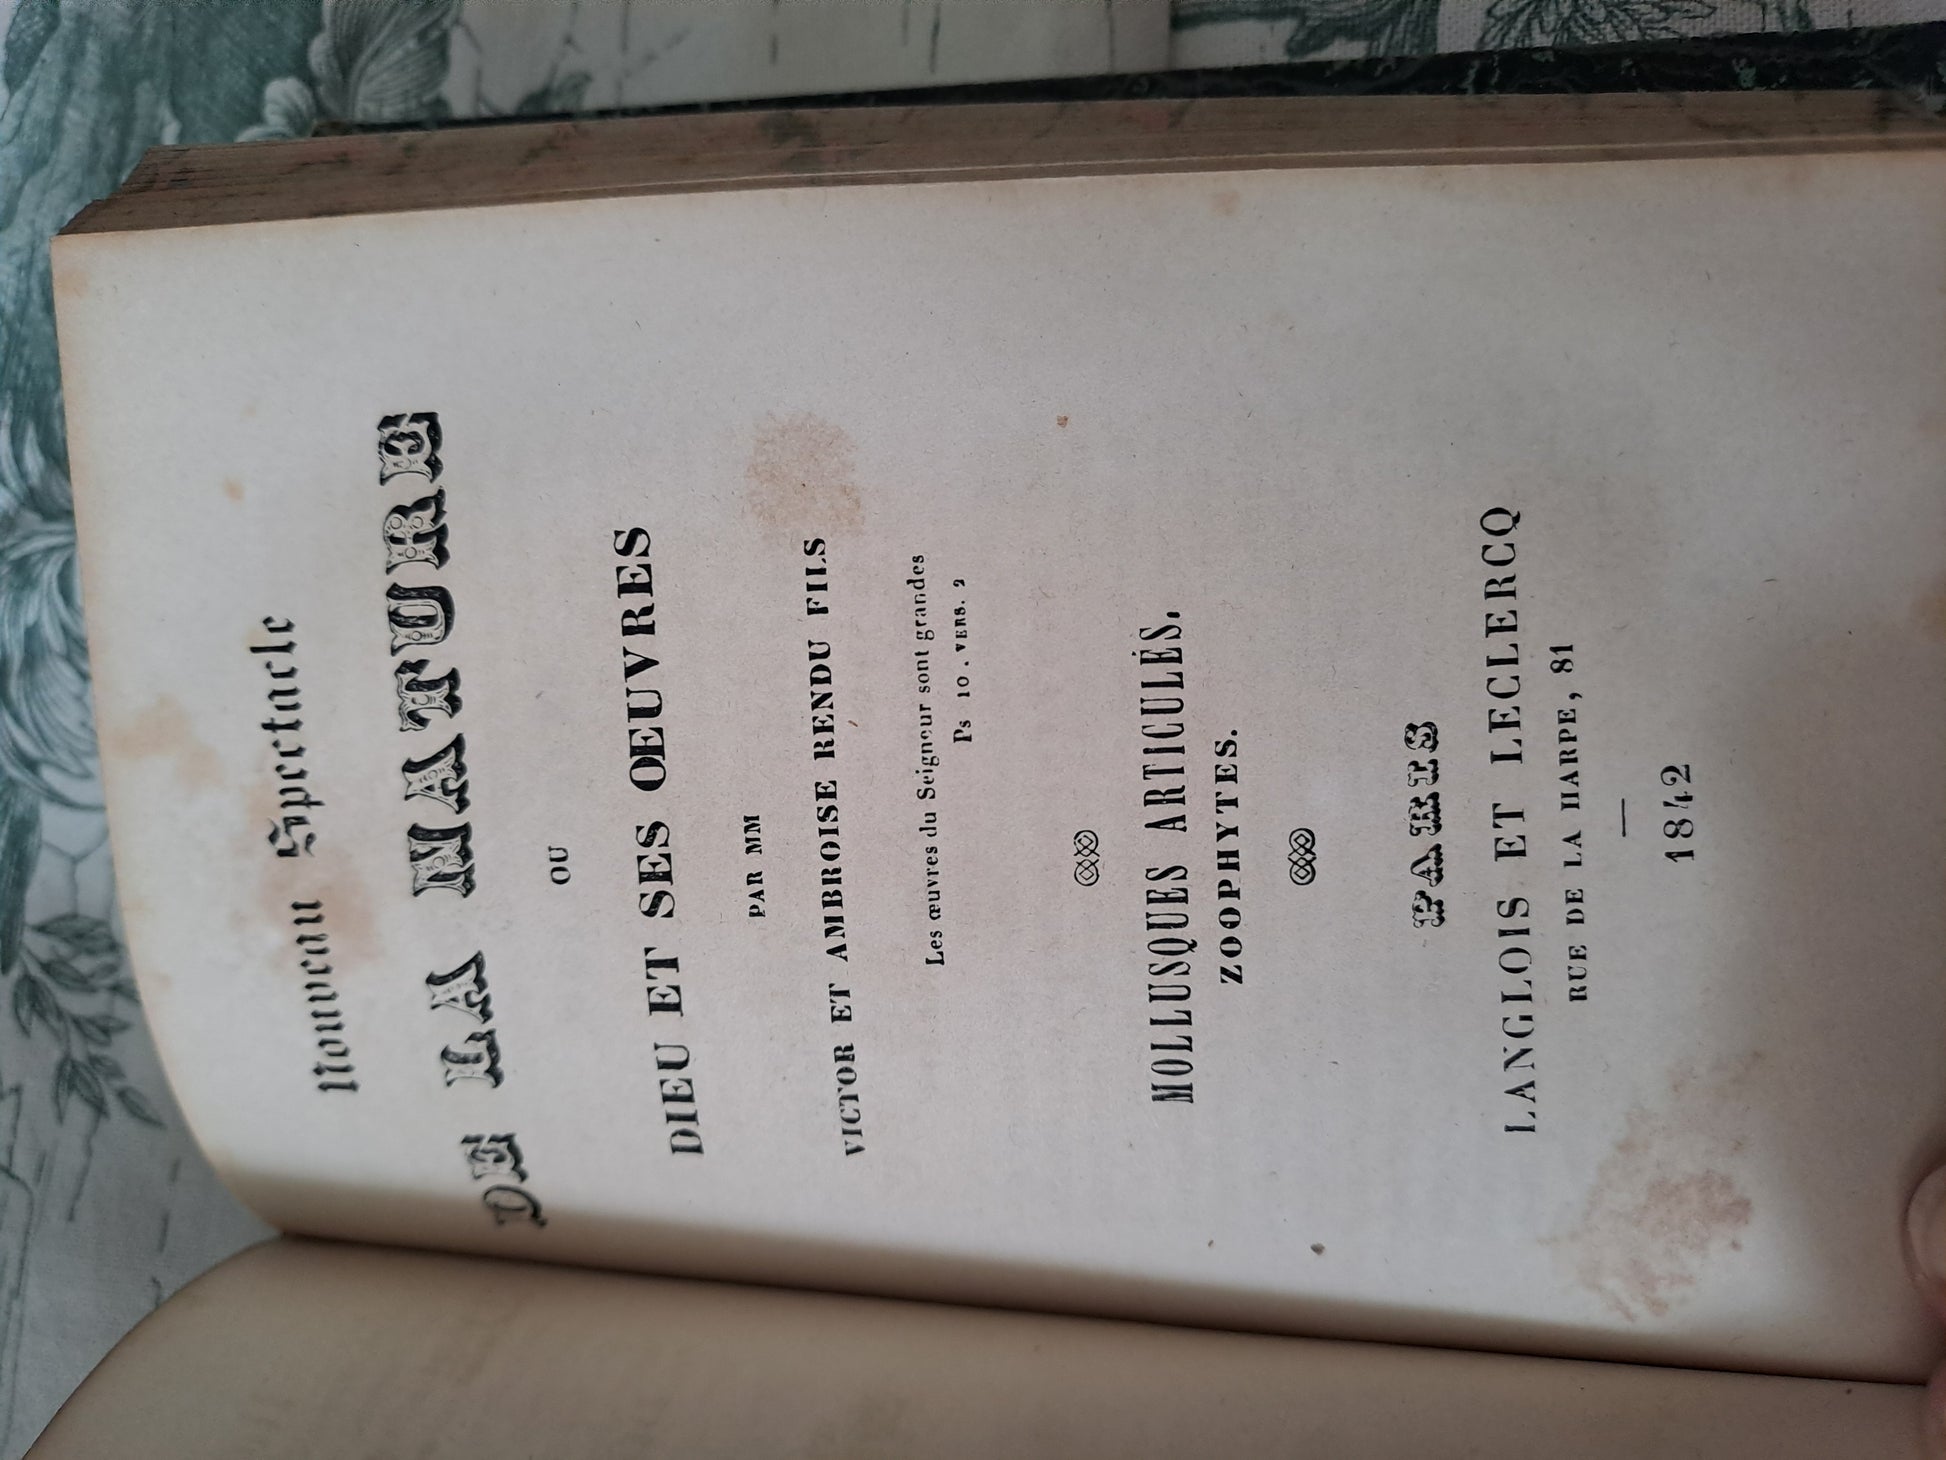 Nouveau Spectacle
DE LA NATURE
OU
DIEU ET SES ŒUVRES
PAR MM
VICTOR ET AMBROISE RENDU FILS
Les œuvres du Seigneur sont grandes
Ps 10. VERS. 2
MOLLUSQUES ARTICULÉS.
ZOOPHYTES.
PARIS
LANGLOIS ET LECLERCQ
RUE DE LA HARPE, 81
1842